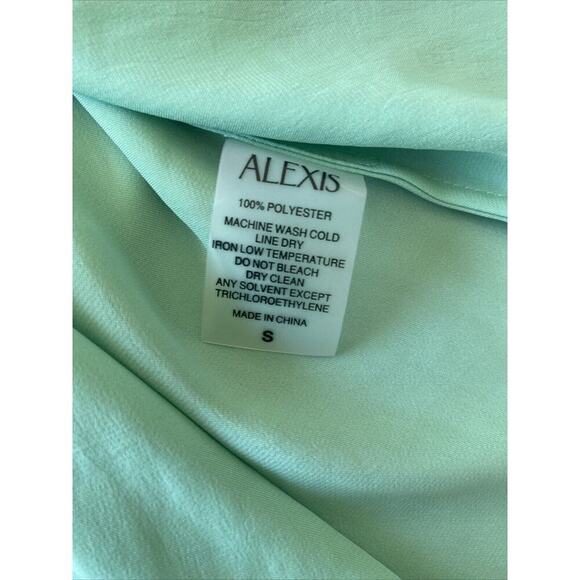 ALEXIS
100% POLYESTER
MACHINE WASH COLD
LINE DRY
IRON LOW TEMPERATURE
DO NOT BLEACH
DRY CLEAN
ANY SOLVENT EXCEPT
TRICHLOROETHYLENE
MADE IN CHINA
S